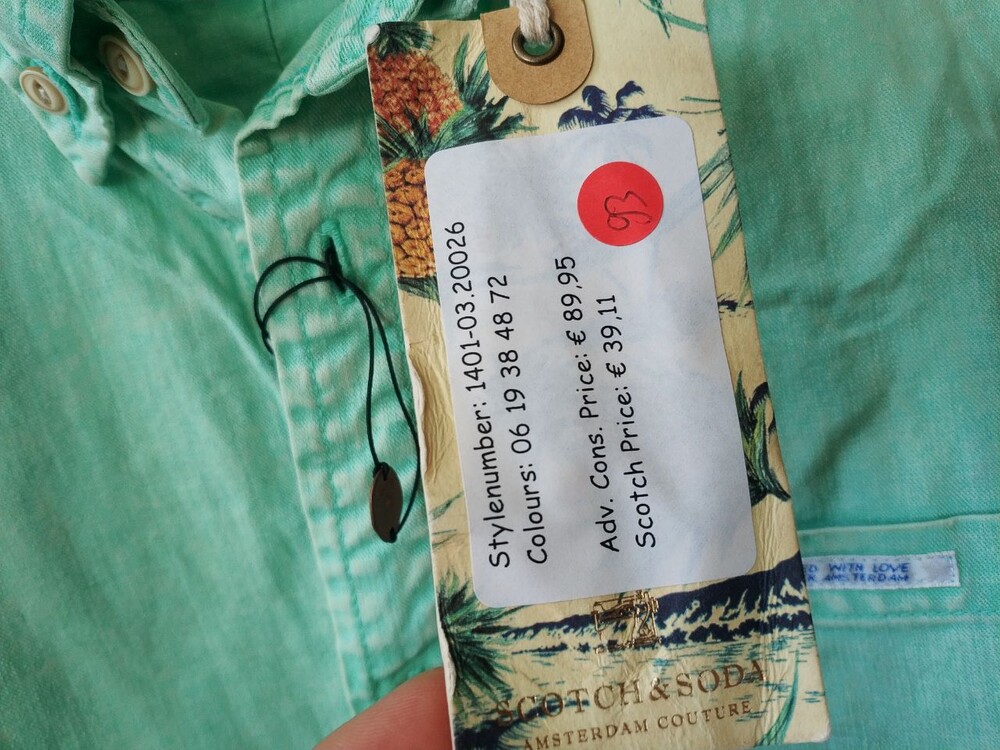 Stylenumber: 1401-03.20026
Colours: 06 19 38 48 72
Adv. Cons. Price: € 89,95
Scotch Price: € 39,11
SCOTCH & SODA
AMSTERDAM COUTURE
WITH LOVE
AMSTERDAM